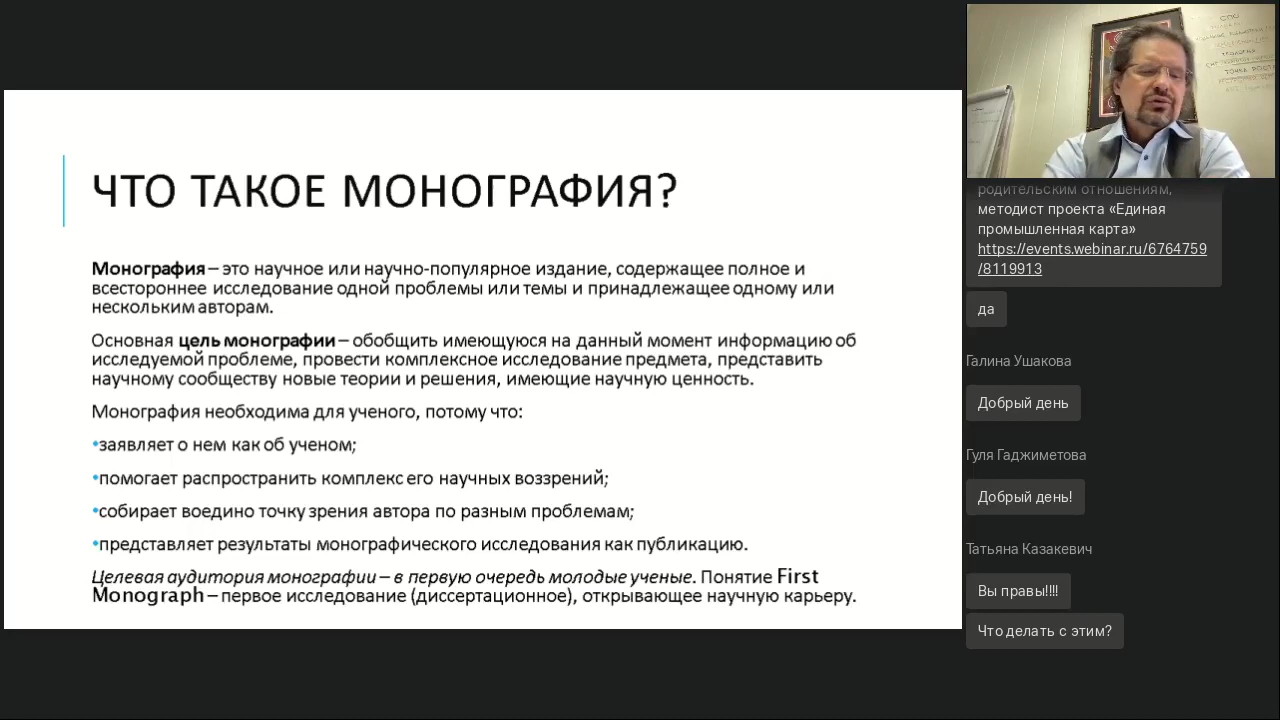 ЧТО ТАКОЕ МОНОГРАФИЯ?
Монография – это научное или научно-популярное издание, содержащее полное и
всестороннее исследование одной проблемы или темы и принадлежащее одному или
нескольким авторам.
Основная цель монографии – обобщить имеющуюся на данный момент информацию об
исследуемой проблеме, провести комплексное исследование предмета, представить
научному сообществу новые теории и решения, имеющие научную ценность.
Монография необходима для ученого, потому что:
•заявляет о нем как об ученом;
•помогает распространить комплекс его научных воззрений;
•собирает воедино точку зрения автора по разным проблемам;
•представляет результаты монографического исследования как публикацию.
Целевая аудитория монографии – в первую очередь молодые ученые. Понятие First
Monograph – первое исследование (диссертационное), открывающее научную карьеру.
родительским отношениям,
методист проекта «Единая
промышленная карта»
https://events.webinar.ru/6764759
/8119913
да
Галина Ушакова
Добрый день
Гуля Гаджиметова
Добрый день!
Татьяна Казакевич
Вы правы!!!!
Что делать с этим?